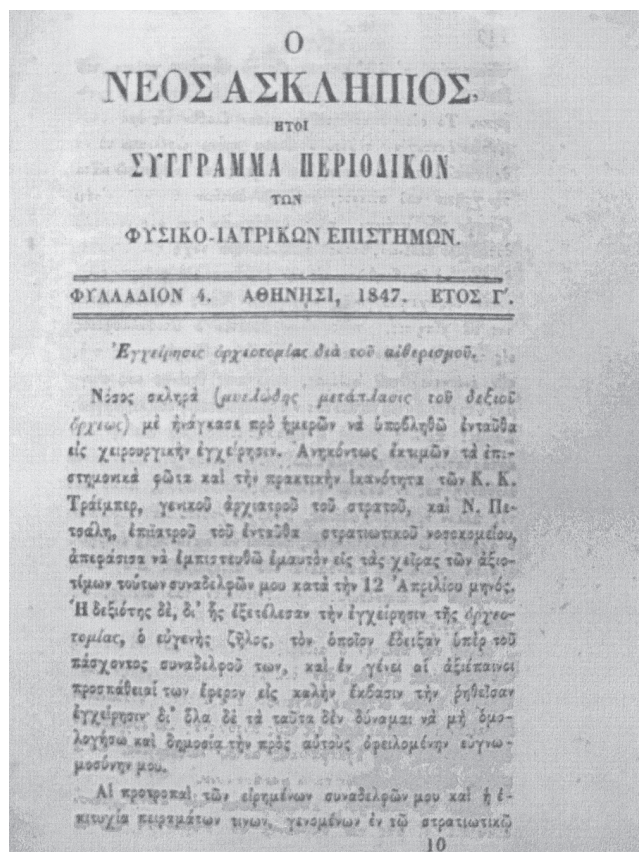 Ο
ΝΕΟΣ ΑΣΚΛΗΠΙΟΣ,
ΗΤΟΙ
ΣΥΓΓΡΑΜΜΑ ΠΕΡΙΟΔΙΚΟΝ
ΤΩΝ
ΦΥΣΙΚΟ-ΙΑΤΡΙΚΩΝ ΕΠΙΣΤΗΜΩΝ.
ΦΥΛΛΑΔΙΟΝ 4. ΑΘΗΝΗΣΙ, 1847. ΕΤΟΣ Γ'.
Ἐγχείρησις ὀρχεοτομίας διὰ τοῦ αἰθερισμοῦ.
Νόσος σκληρὰ (μυελώδης μετάπλασις τοῦ δεξιοῦ
ὄρχεως) μὲ ἠνάγκασε πρὸ ἡμερῶν νὰ ὑποβληθῶ ἐνταῦθα
εἰς χειρουργικὴν ἐγχείρησιν. Ἀνηκόντως ἐκτιμῶν τὰ ἐπι-
στημονικὰ φῶτα καὶ τὴν πρακτικὴν ἱκανότητα τῶν Κ. Κ.
Τράϊμπερ, γενικοῦ ἀρχιατροῦ τοῦ στρατοῦ, καὶ Ν. Πε-
τσάλη, ἐπιϊατροῦ τοῦ ἐνταῦθα στρατιωτικοῦ νοσοκομείου,
ἀπεφάσισα νὰ ἐμπιστευθῶ ἐμαυτὸν εἰς τὰς χεῖρας τῶν ἀξιο-
τίμων τούτων συναδελφῶν μου κατὰ τὴν 12 Ἀπριλίου μηνός.
Ἡ δεξιότης δὲ, δι' ἧς ἐξετέλεσαν τὴν ἐγχείρησιν τῆς ὀρχεο-
τομίας, ὁ εὐγενὴς ζῆλος, τὸν ὁποῖον ἔδειξαν ὑπὲρ τοῦ
πάσχοντος συναδελφοῦ των, καὶ ἐν γένει αἱ ἀξιέπαινοι
προσπάθειαί των ἔφερον εἰς καλὴν ἔκβασιν τὴν ῥηθεῖσαν
ἐγχείρησιν· δι' ὅλα δὲ τὰ ταῦτα δὲν δύναμαι νὰ μὴ ὁμο-
λογήσω καὶ δημοσίᾳ τὴν πρὸς αὐτοὺς ὀφειλομένην εὐγνω-
μοσύνην μου.
Αἱ προτροπαὶ τῶν εἰρημένων συναδελφῶν μου καὶ ἡ ἐ-
πιτυχία πειραμάτων τινων, γενομένων ἐν τῷ στρατιωτικῷ
10